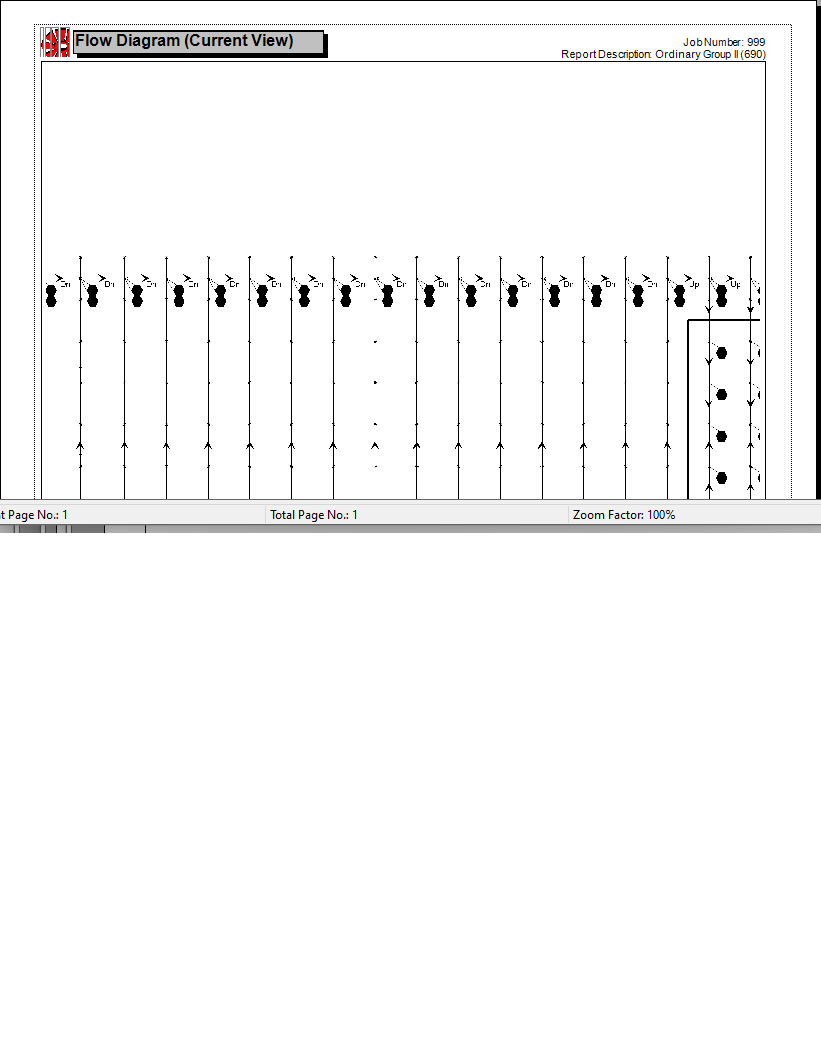 Flow Diagram (Current View)
Job Number: 999
Report Description: Ordinary Group II (690)
Dn Dn Dn Dn Dn Dn Dn Dn Dn Dn Dn Dn Dn Dn Dn Up Up
t Page No.: 1
Total Page No.: 1
Zoom Factor: 100%